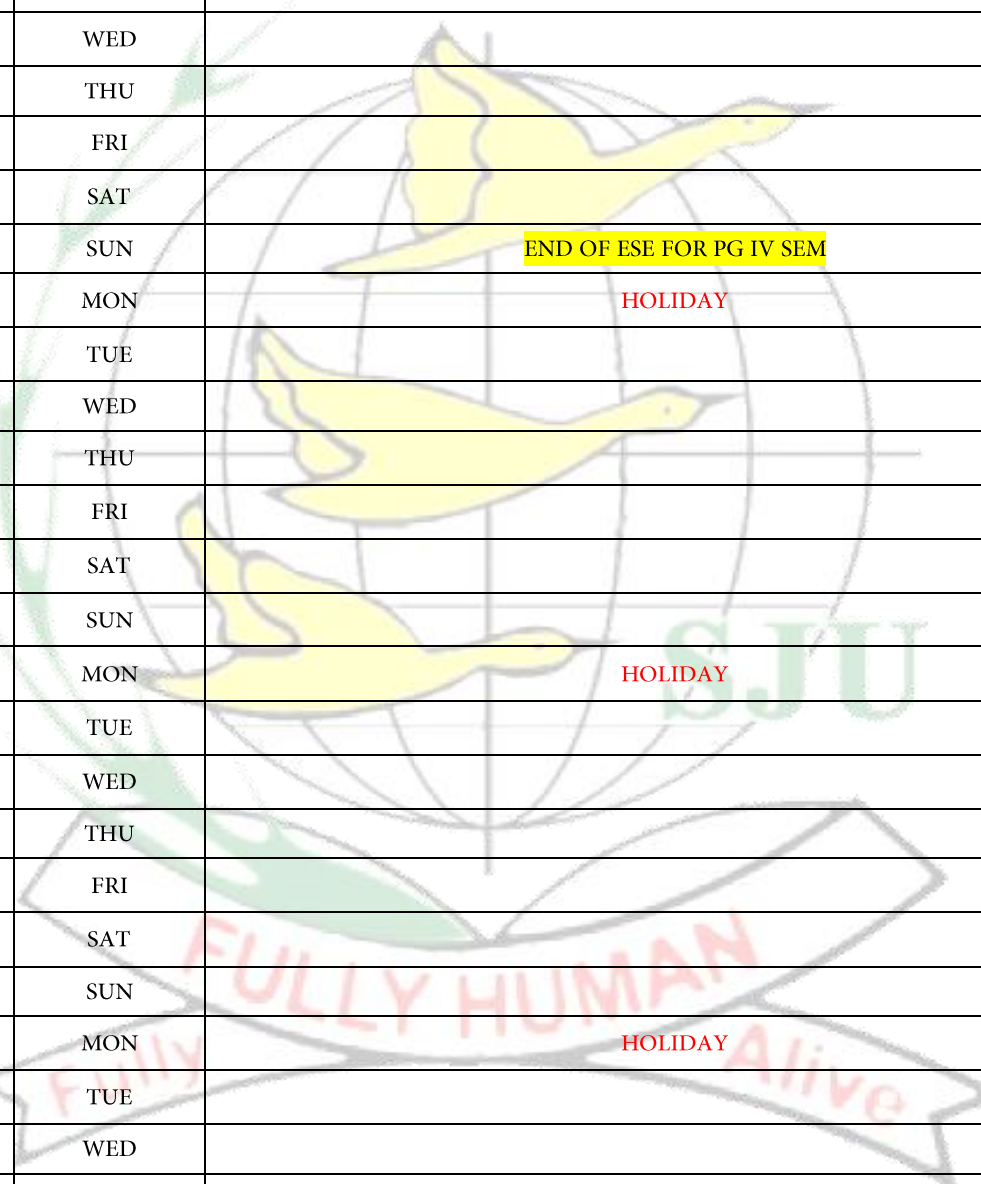 WED
THU
FRI
SAT
SUN END OF ESE FOR PG IV SEM
MON HOLIDAY
TUE
WED
THU
FRI
SAT
SUN
SJU
MON HOLIDAY
TUE
WED
THU
FRI
SAT
FULLY HUMAN
SUN
MON HOLIDAY
Fully Alive
TUE
WED